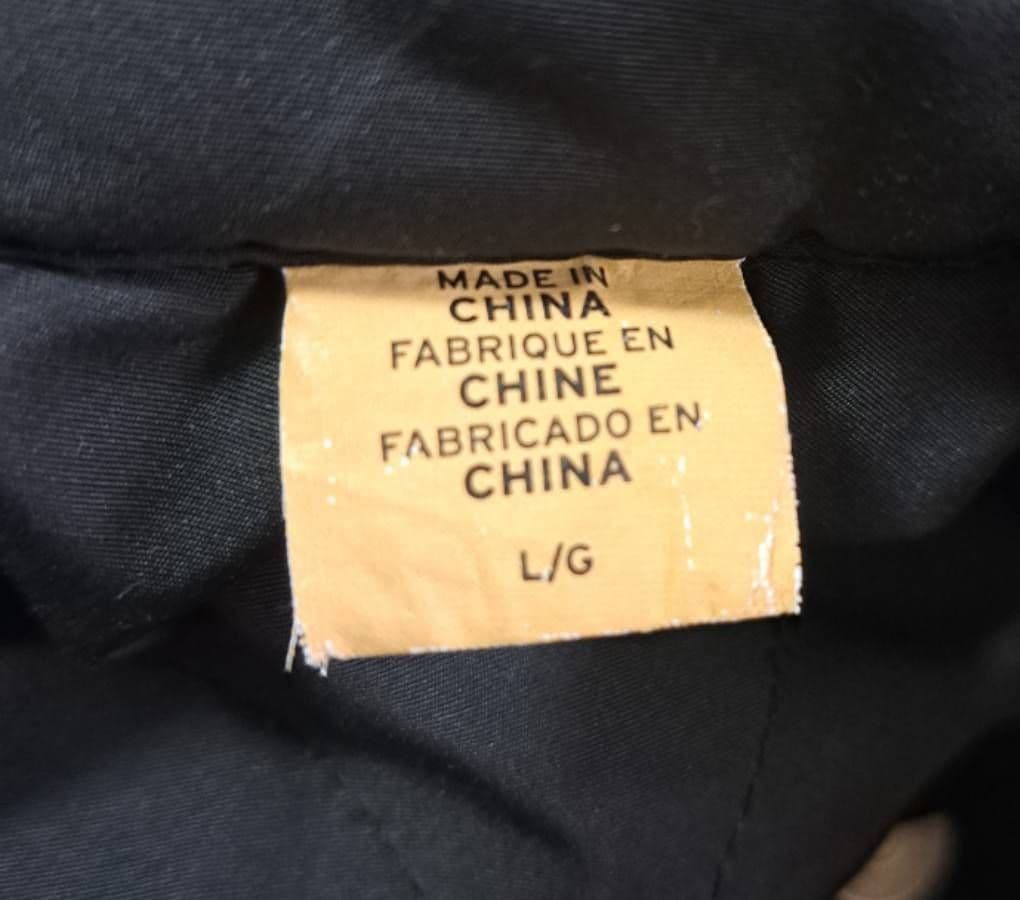 MADE IN
CHINA
FABRIQUE EN
CHINE
FABRICADO EN
CHINA
L/G